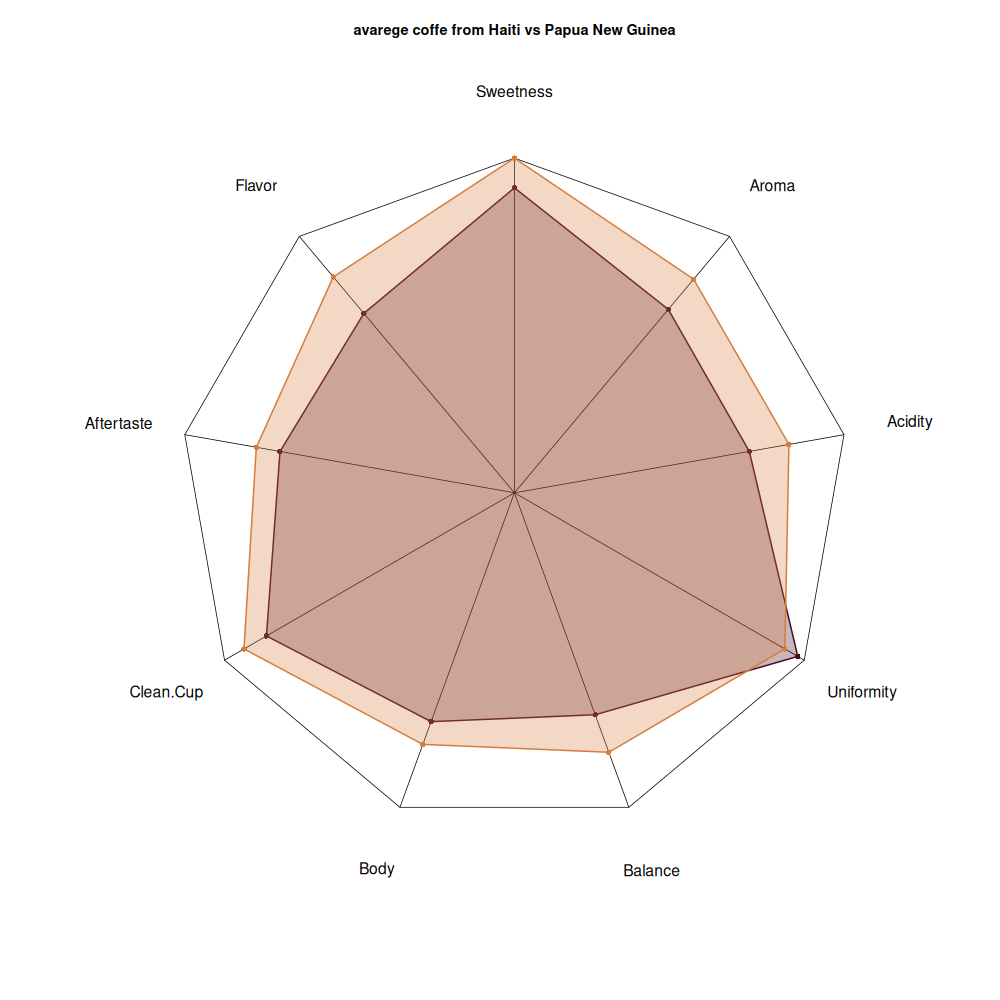 avarege coffe from Haiti vs Papua New Guinea
Sweetness
Flavor
Aroma
Aftertaste
Acidity
Clean.Cup
Uniformity
Body
Balance